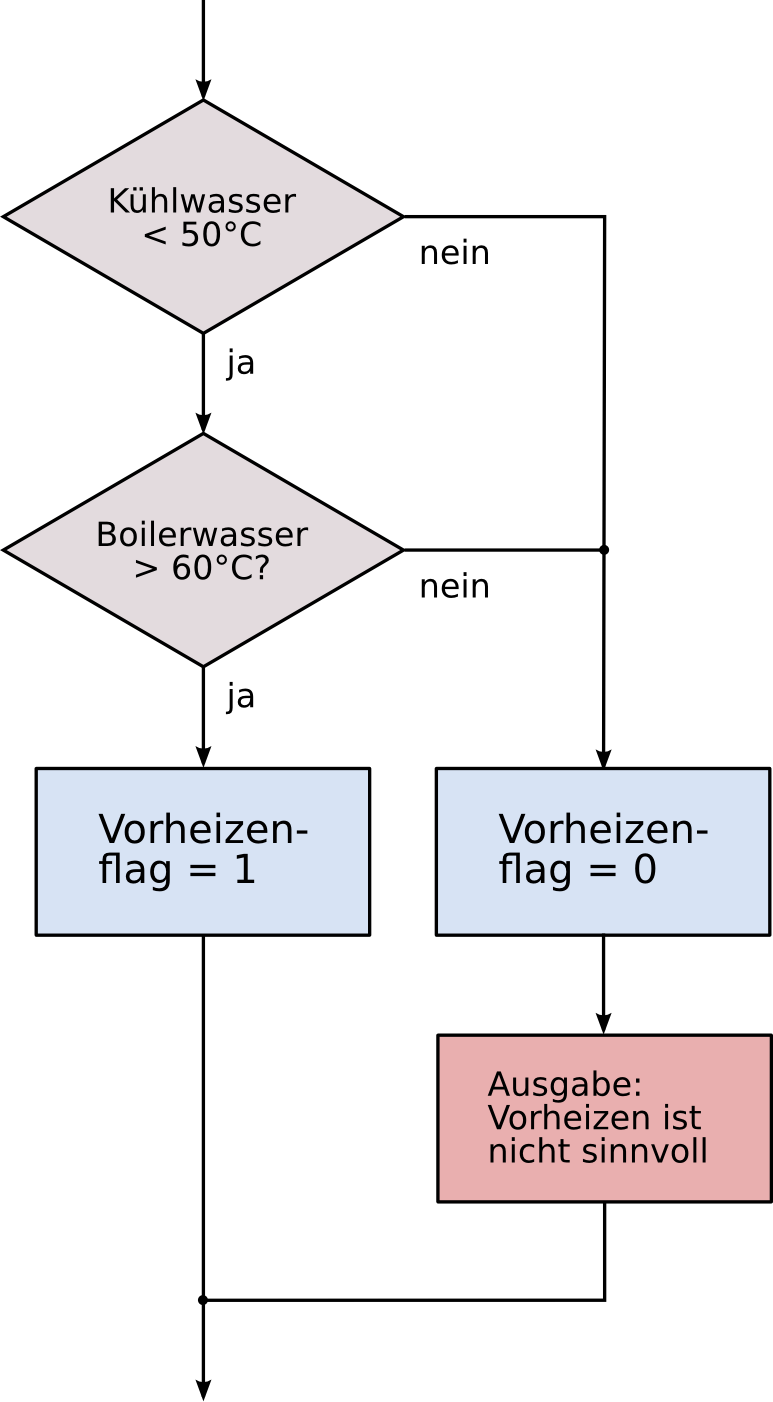 Kühlwasser
< 50°C
nein
ja
Boilerwasser
> 60°C?
nein
ja
Vorheizen-
flag = 1
Vorheizen-
flag = 0
Ausgabe:
Vorheizen ist
nicht sinnvoll